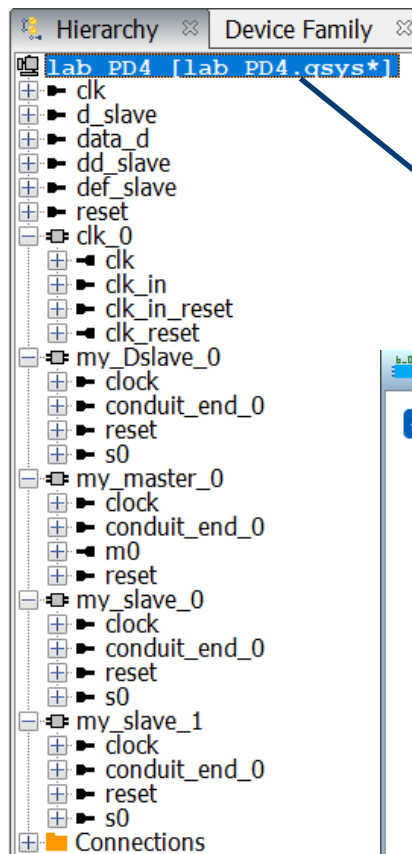 Hierarchy Device Family
lab_PD4 [lab_PD4.qsys*]
clk
d_slave
data_d
dd_slave
def_slave
reset
clk_0
clk
clk_in
clk_in_reset
clk_reset
my_Dslave_0
clock
conduit_end_0
reset
s0
my_master_0
clock
conduit_end_0
m0
reset
my_slave_0
clock
conduit_end_0
reset
s0
my_slave_1
clock
conduit_end_0
reset
s0
Connections